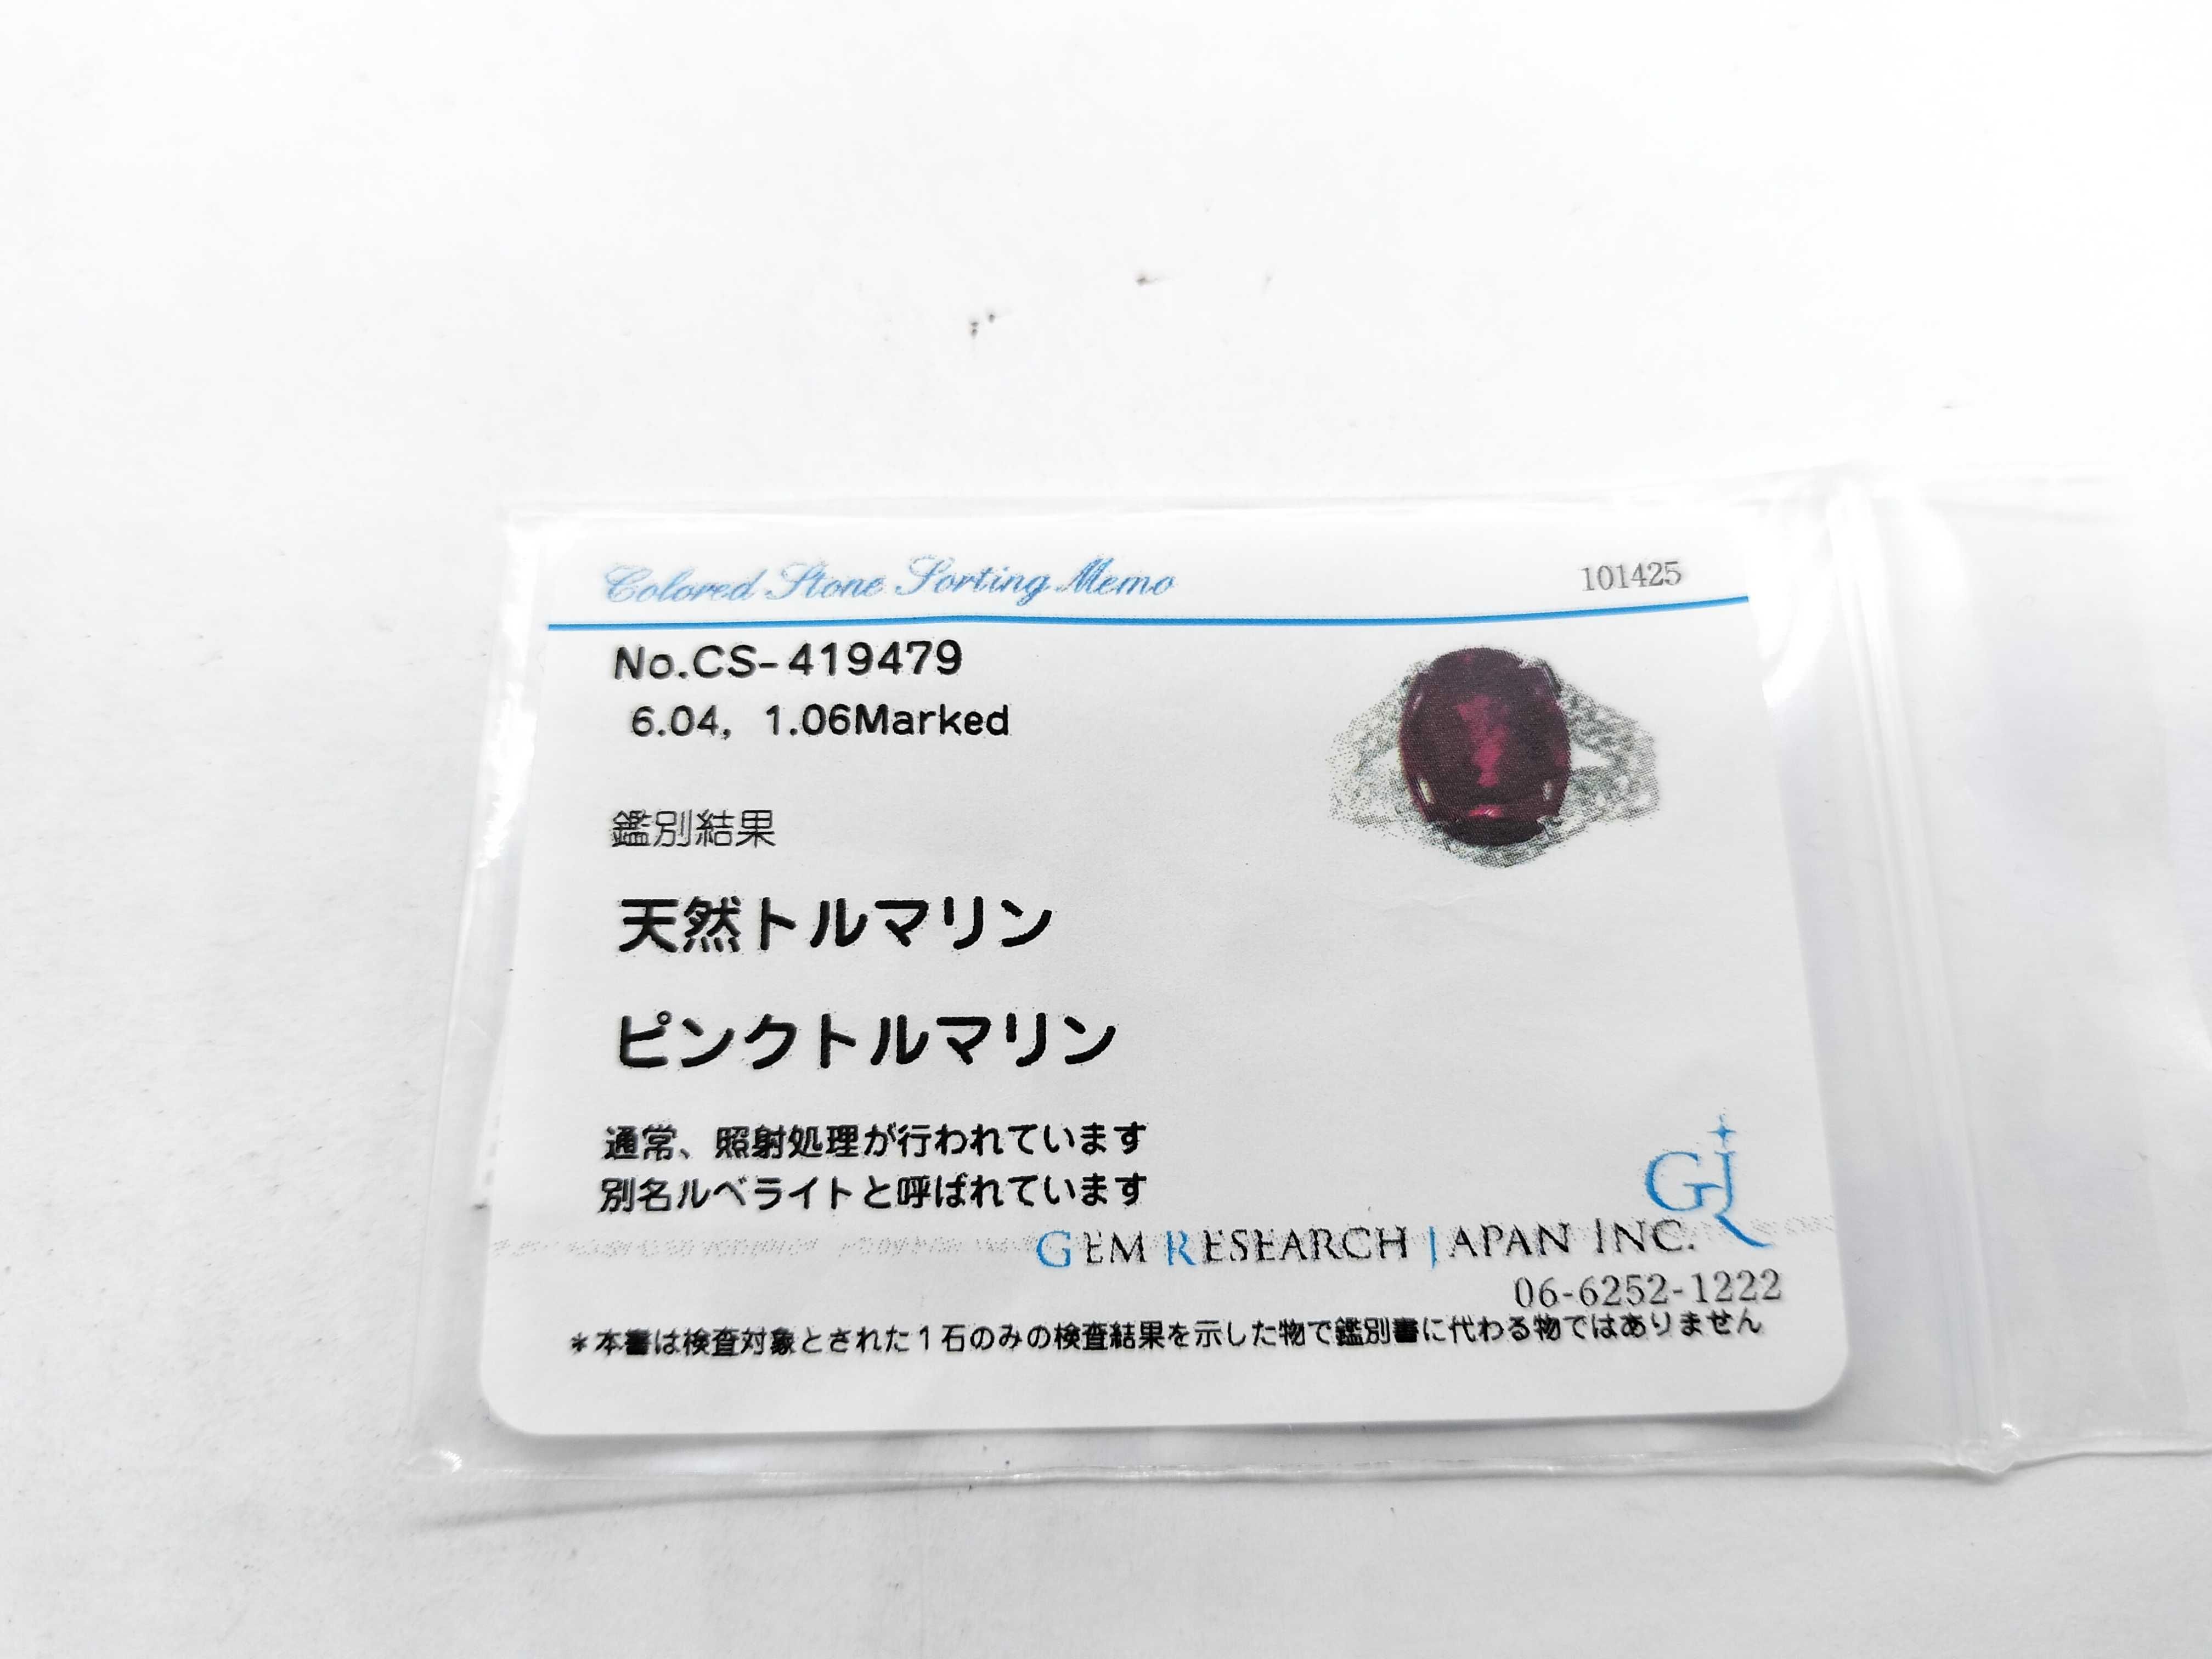 Colored Stone Sorting Memo
101425
No.CS-419479
6.04, 1.06Marked
鑑別結果
天然トルマリン
ピンクトルマリン
通常、照射処理が行われています
別名ルベライトと呼ばれています
GRJ
GEM RESEARCH JAPAN INC.
06-6252-1222
*本書は検査対象とされた1石のみの検査結果を示した物で鑑別書に代わる物ではありません